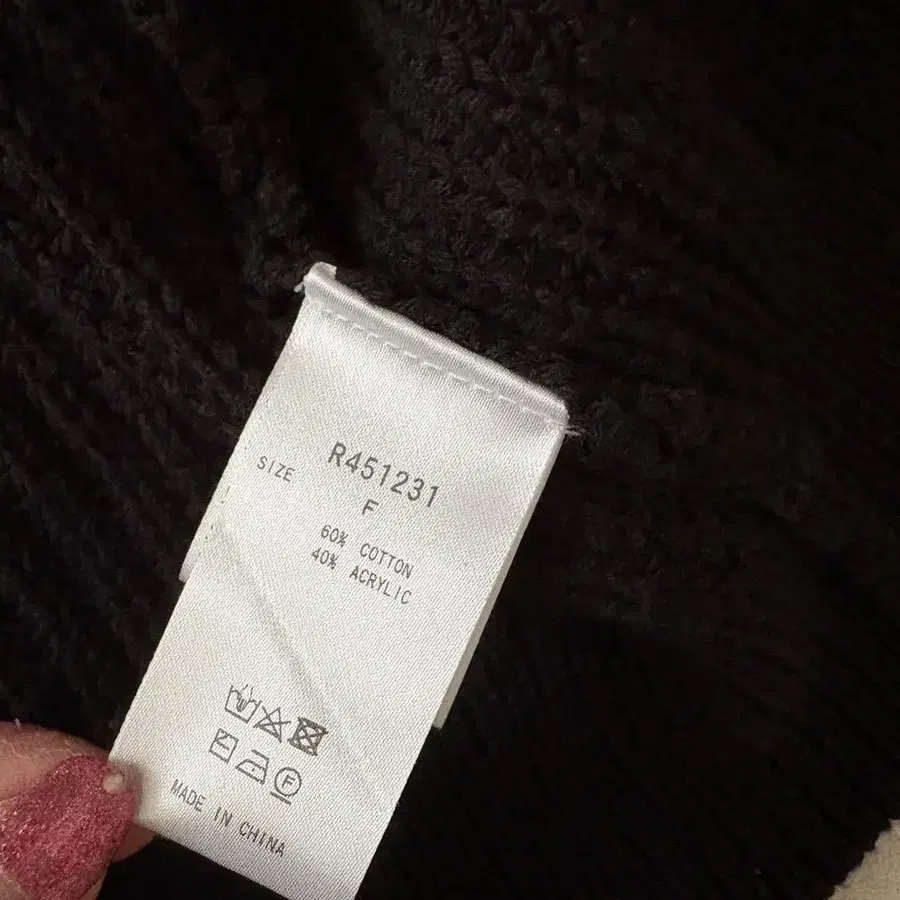 R451231
SIZE F
60% COTTON
40% ACRYLIC
F
MADE IN CHINA